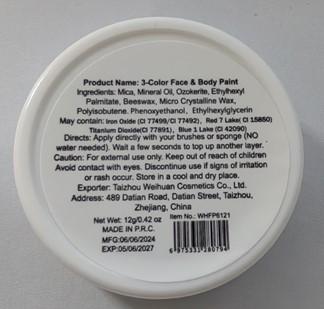 Product Name: 3-Color Face & Body Paint
Ingredients: Mica, Mineral Oil, Ozokerite, Ethylhexyl
Palmitate, Beeswax, Micro Crystalline Wax,
Polyisobutene. Phenoxyethanol, Ethylhexylglycerin
May contain: Iron Oxide (CI 77499/CI 77492), Red 7 Lake( CI 15850)
Titanium Dioxide(CI 77891), Blue 1 Lake (CI 42090)
Directs: Apply directly with your brushes or sponge (NO
water needed). Wait a few seconds to top up another layer.
Caution: For external use only. Keep out of reach of children
Avoid contact with eyes. Discontinue use if signs of irritation
or rash occur. Store in a cool and dry place.
Exporter: Taizhou Weihuan Cosmetics Co., Ltd.
Address: 489 Datian Road, Datian Street, Taizhou,
Zhejiang, China
Net Wt: 12g/0.42 oz
Item No.: WHFP6121
MADE IN P.R.C.
MFG:06/06/2024
EXP:05/06/2027
6 975333 280794